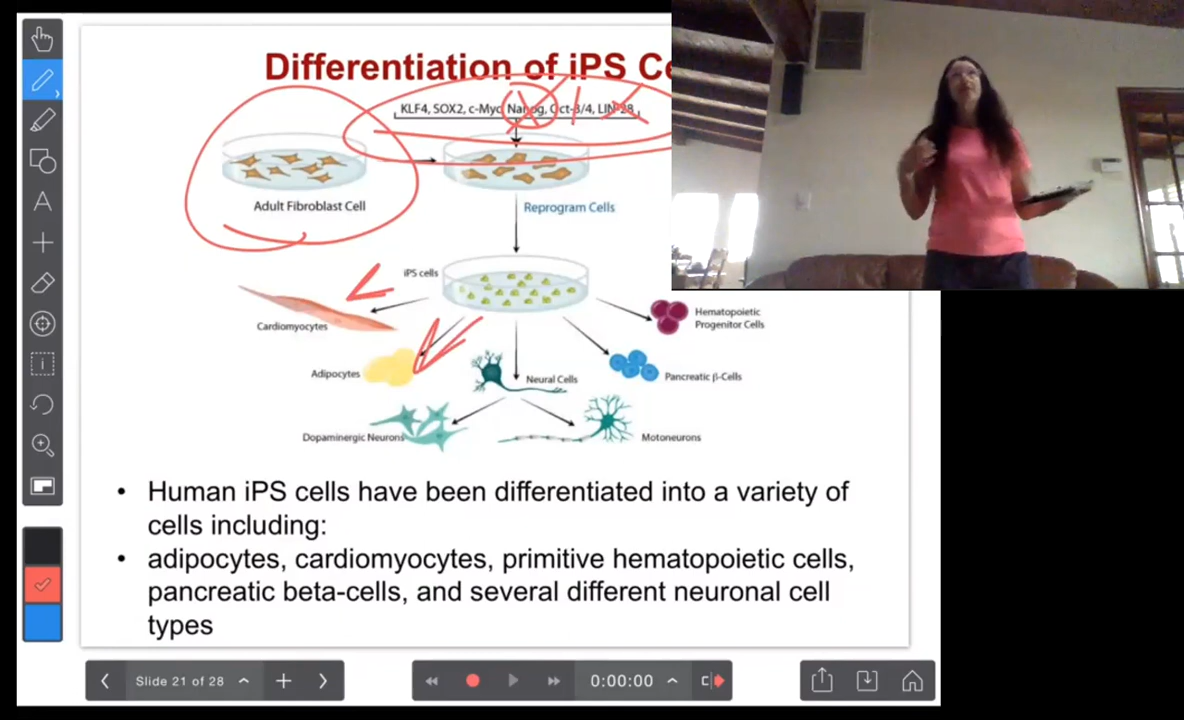 Differentiation of iPS Ce
KLF4, SOX2, c-Myc, Nanog, Oct-3/4, LIN-28
Adult Fibroblast Cell
Reprogram Cells
iPS cells
Cardiomyocytes
Hematopoietic
Progenitor Cells
Adipocytes
Neural Cells
Pancreatic β-Cells
Dopaminergic Neurons
Motoneurons
• Human iPS cells have been differentiated into a variety of
cells including:
• adipocytes, cardiomyocytes, primitive hematopoietic cells,
pancreatic beta-cells, and several different neuronal cell
types
A
Slide 21 of 28
0:00:00